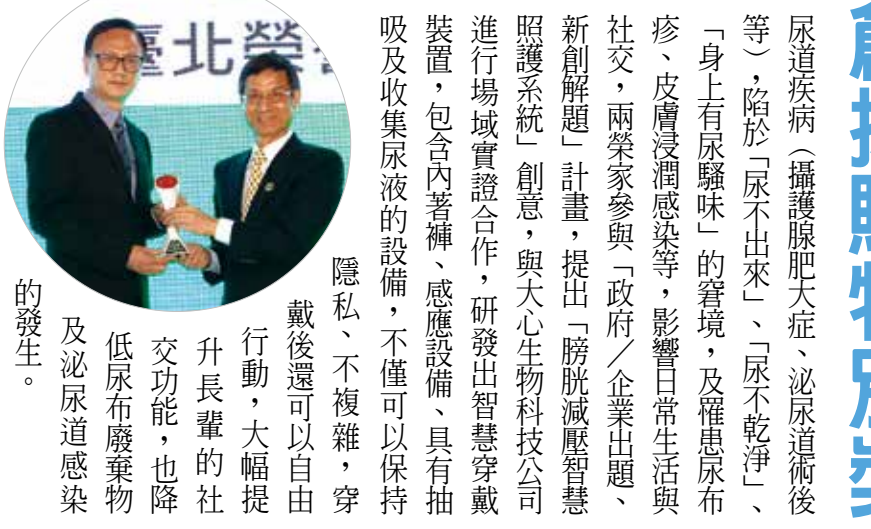 尿道疾病（攝護腺肥大症、泌尿道術後
等），陷於「尿不出來」、「尿不乾淨」、
「身上有尿騷味」的窘境，及罹患尿布
疹、皮膚浸潤感染等，影響日常生活與
社交，兩榮家參與「政府／企業出題、
新創解題」計畫，提出「膀胱減壓智慧
照護系統」創意，與大心生物科技公司
進行場域實證合作，研發出智慧穿戴
裝置，包含內著褲、感應設備、具有抽
吸及收集尿液的設備，不僅可以保持
隱私、不複雜，穿
戴後還可以自由
行動，大幅提
升長輩的社
交功能，也降
低尿布廢棄物
及泌尿道感染
的發生。
臺北榮